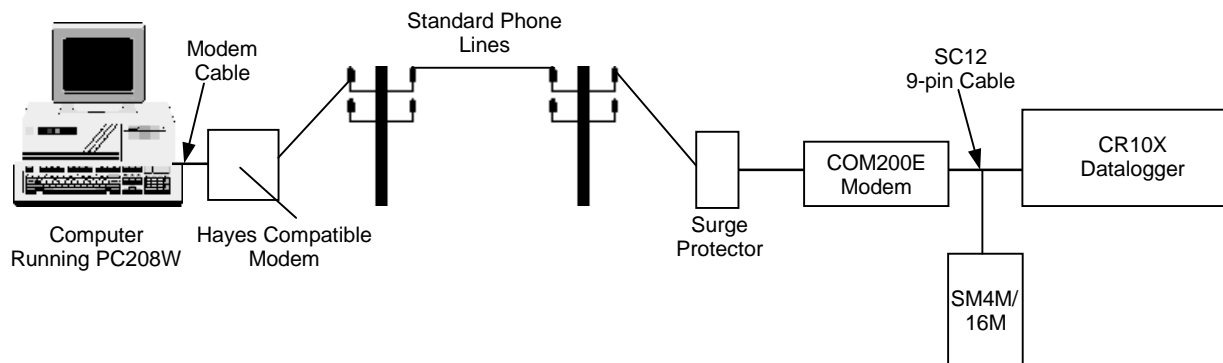 Standard Phone
Lines
Modem
Cable
SC12
9-pin Cable
COM200E
Modem
CR10X
Datalogger
Surge
Protector
Computer
Running PC208W
Hayes Compatible
Modem
SM4M/
16M